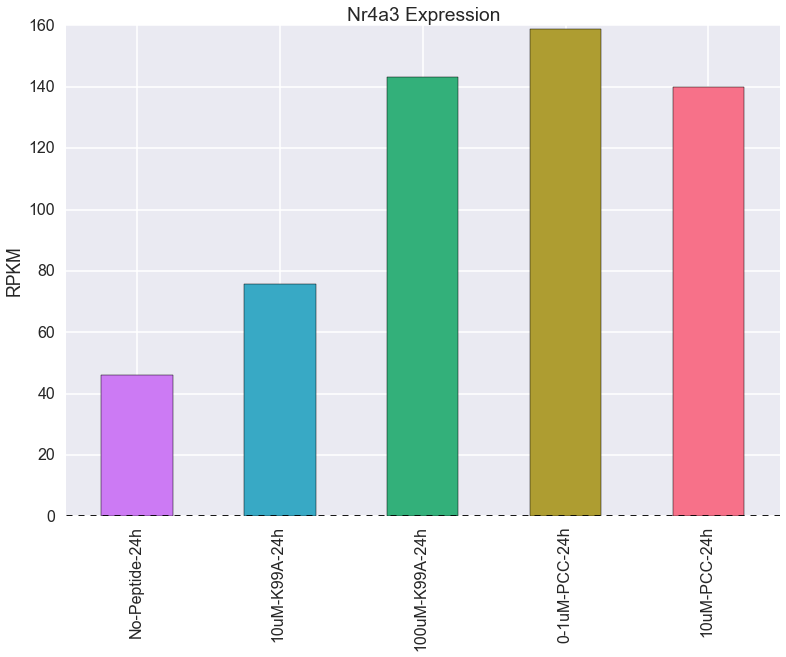 Nr4a3 Expression
160
140
120
100
80
60
40
20
0
RPKM
No-Peptide-24h
10uM-K99A-24h
100uM-K99A-24h
0-1uM-PCC-24h
10uM-PCC-24h